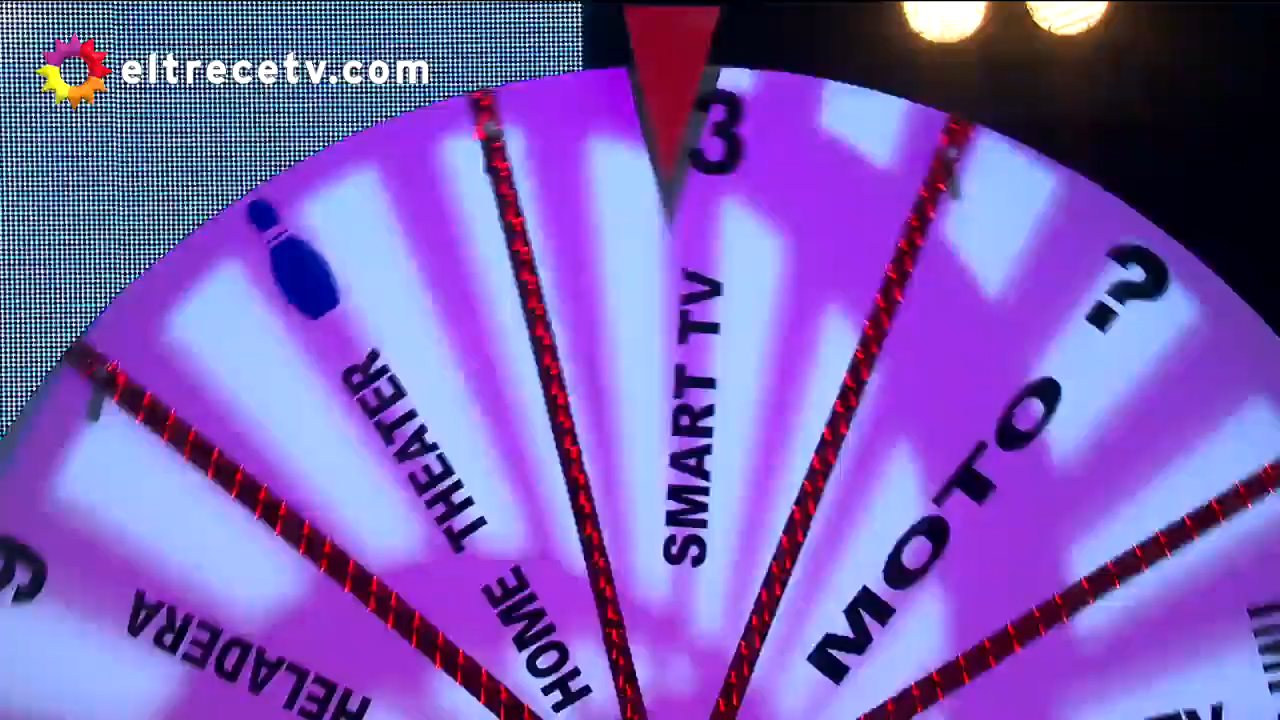 eltrecetv.com
3
SMART TV
?
MOTO
HOME THEATER
HELADERA